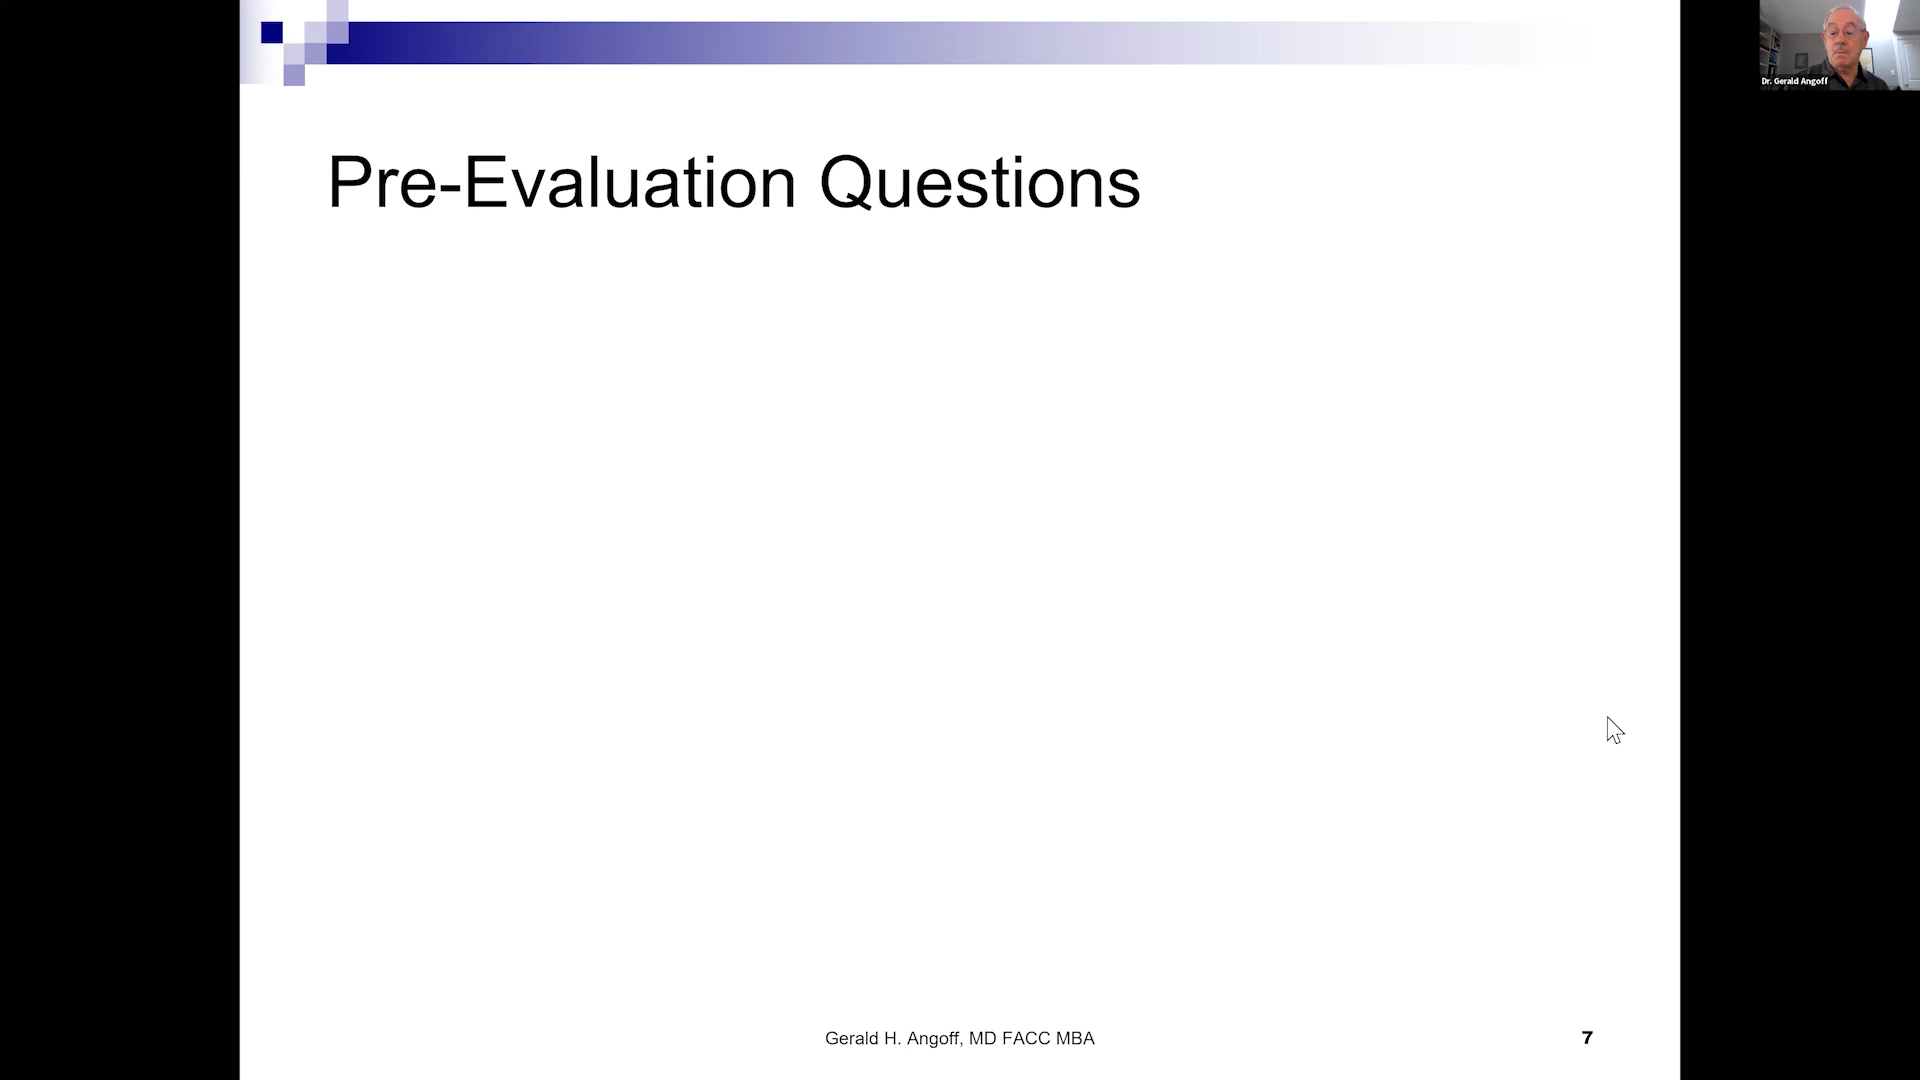 Dr. Gerald Angoff
Pre-Evaluation Questions
Gerald H. Angoff, MD FACC MBA
7